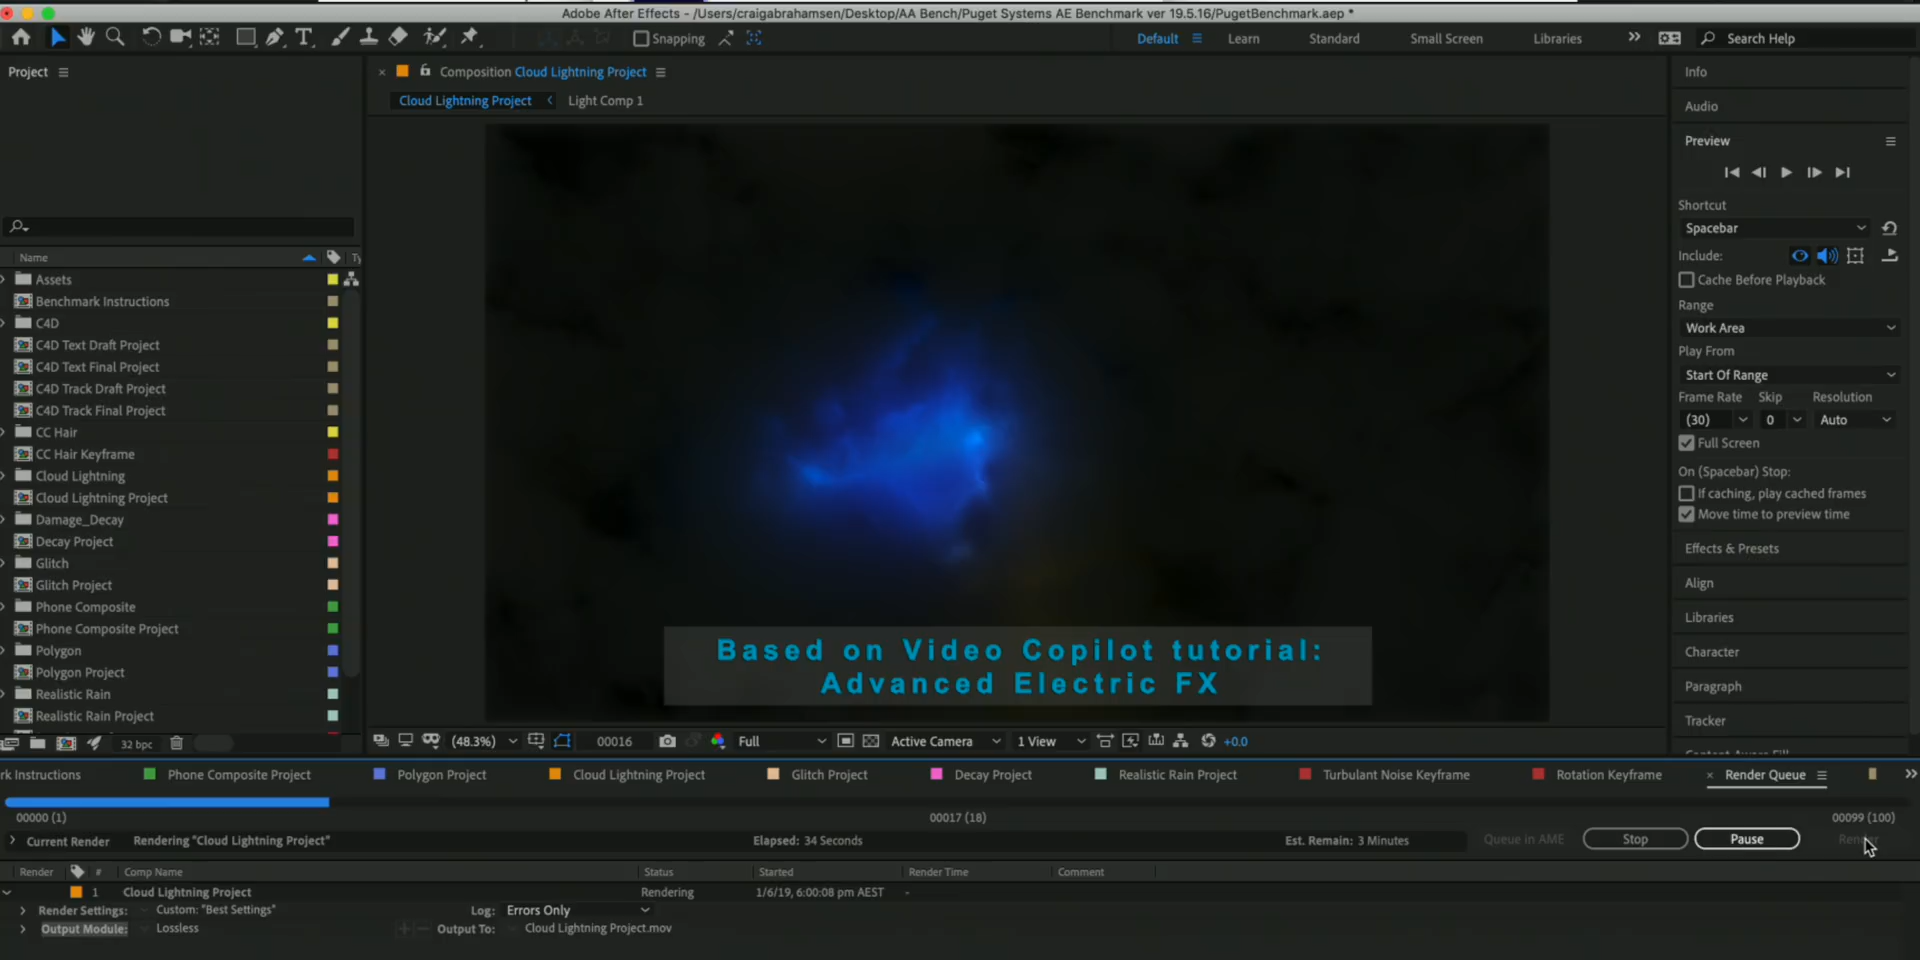 Adobe After Effects - /Users/craigabrahamsen/Desktop/AA Bench/Puget Systems AE Benchmark ver 19.5.16/PugetBenchmark.aep *
T Snapping Default Learn Standard Small Screen Libraries Search Help
Project
Composition Cloud Lightning Project
Cloud Lightning Project Light Comp 1
Name Ty
Assets
Benchmark Instructions
C4D
C4D Text Draft Project
C4D Text Final Project
C4D Track Draft Project
C4D Track Final Project
CC Hair
CC Hair Keyframe
Cloud Lightning
Cloud Lightning Project
Damage_Decay
Decay Project
Glitch
Glitch Project
Phone Composite
Phone Composite Project
Polygon
Polygon Project
Realistic Rain
Realistic Rain Project
32 bpc
Based on Video Copilot tutorial:
Advanced Electric FX
(48.3%) 00016 Full Active Camera 1 View +0.0
Info
Audio
Preview
Shortcut
Spacebar
Include:
Cache Before Playback
Range
Work Area
Play From
Start Of Range
Frame Rate Skip Resolution
(30) 0 Auto
Full Screen
On (Spacebar) Stop:
If caching, play cached frames
Move time to preview time
Effects & Presets
Align
Libraries
Character
Paragraph
Tracker
rk Instructions Phone Composite Project Polygon Project Cloud Lightning Project Glitch Project Decay Project Realistic Rain Project Turbulant Noise Keyframe Rotation Keyframe Render Queue
00000 (1) 00017 (18) 00099 (100)
Current Render Rendering "Cloud Lightning Project" Elapsed: 34 Seconds Est. Remain: 3 Minutes Queue in AME Stop Pause Render
Render # Comp Name Status Started Render Time Comment
1 Cloud Lightning Project Rendering 1/6/19, 6:00:08 pm AEST -
Render Settings: Custom: "Best Settings" Log: Errors Only
Output Module: Lossless Output To: Cloud Lightning Project.mov